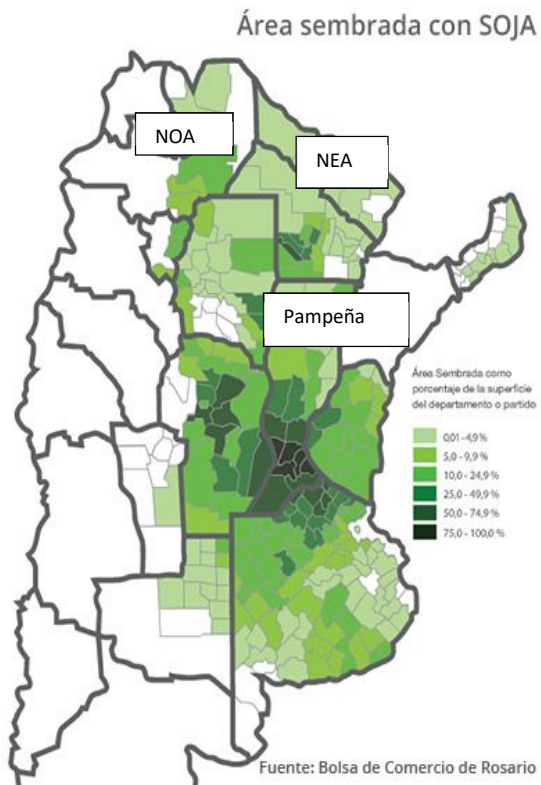 Área sembrada con SOJA
NOA
NEA
Pampeña
Área Sembrada como
porcentaje de la superficie
del departamento o partido
0,01 - 4,9 %
5,0 - 9,9 %
10,0 - 24,9 %
25,0 - 49,9 %
50,0 - 74,9 %
75,0 - 100,0 %
Fuente: Bolsa de Comercio de Rosario